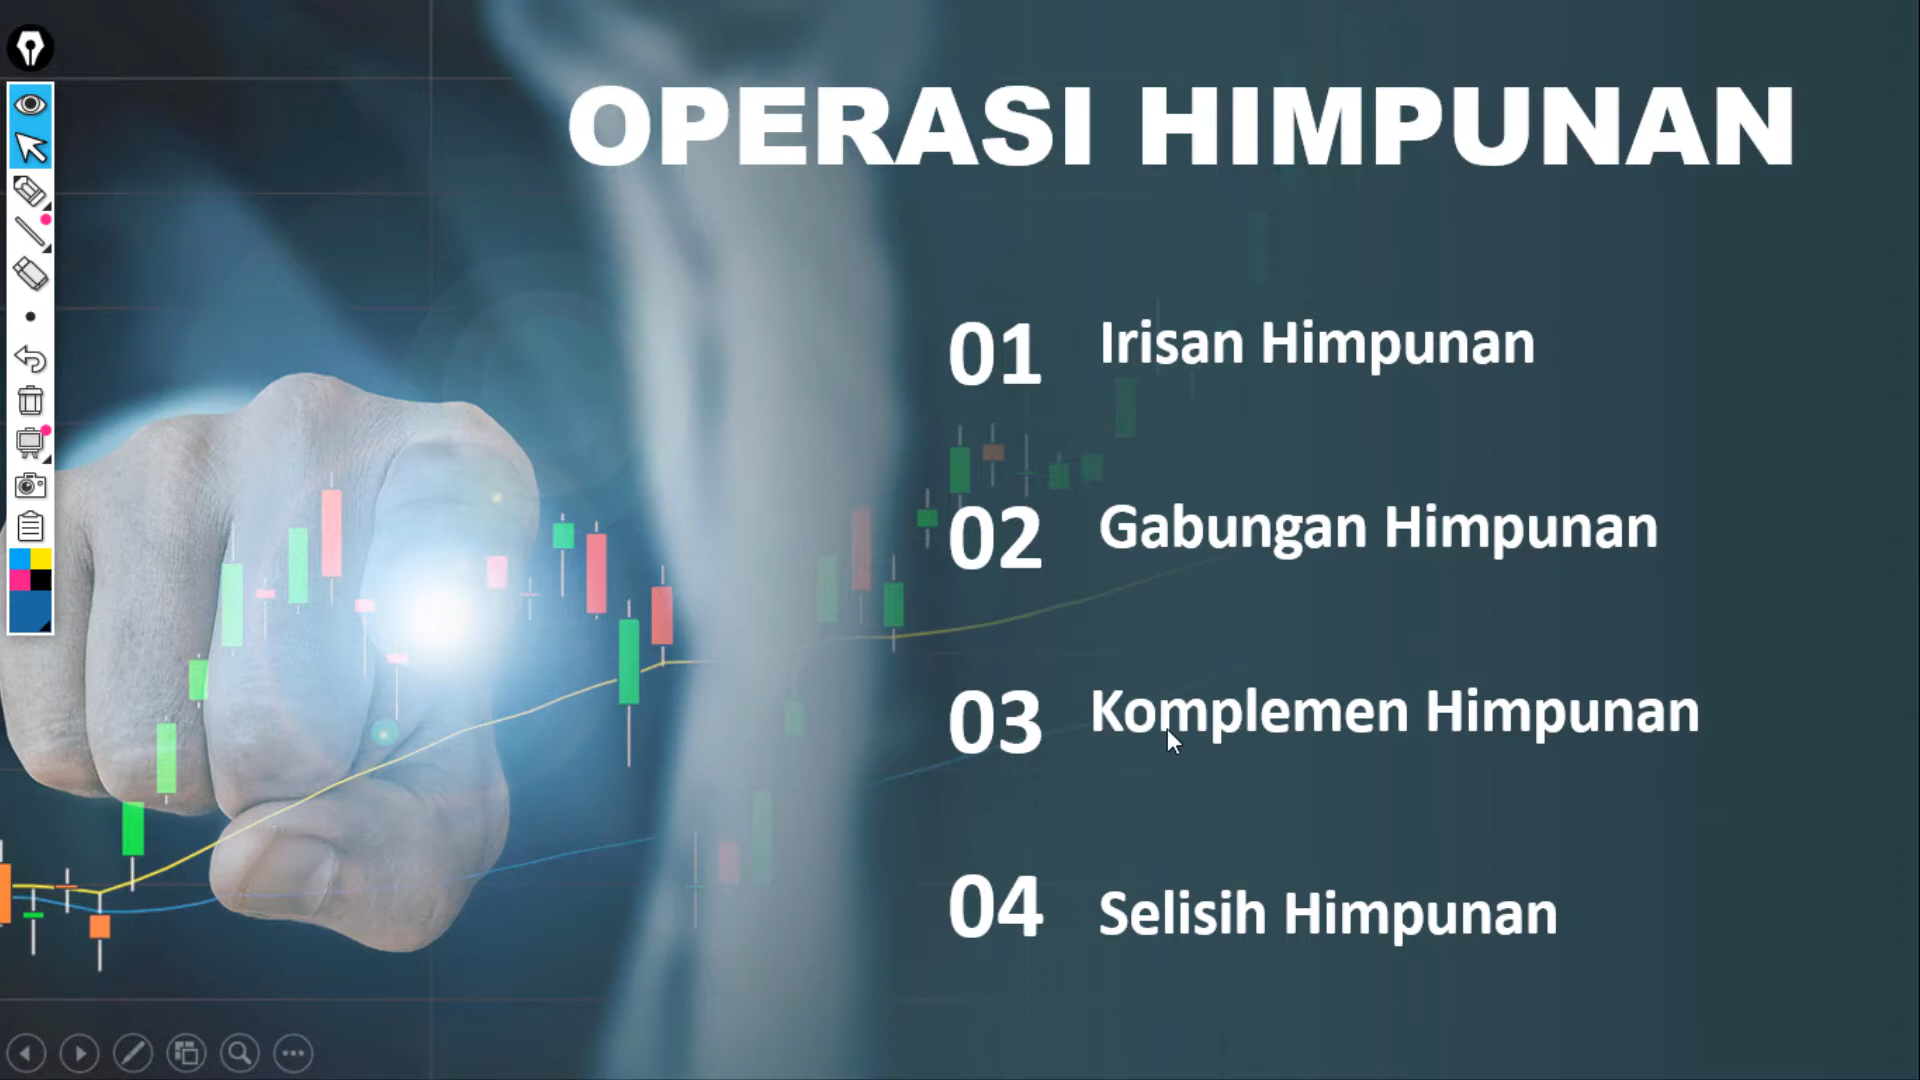 OPERASI HIMPUNAN
01 Irisan Himpunan
02 Gabungan Himpunan
03 Komplemen Himpunan
04 Selisih Himpunan